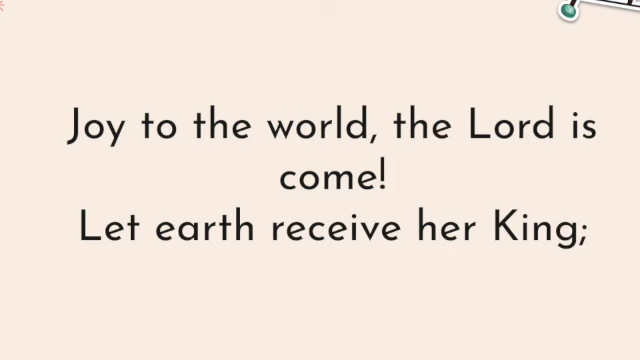 Joy to the world, the Lord is
come!
Let earth receive her King;